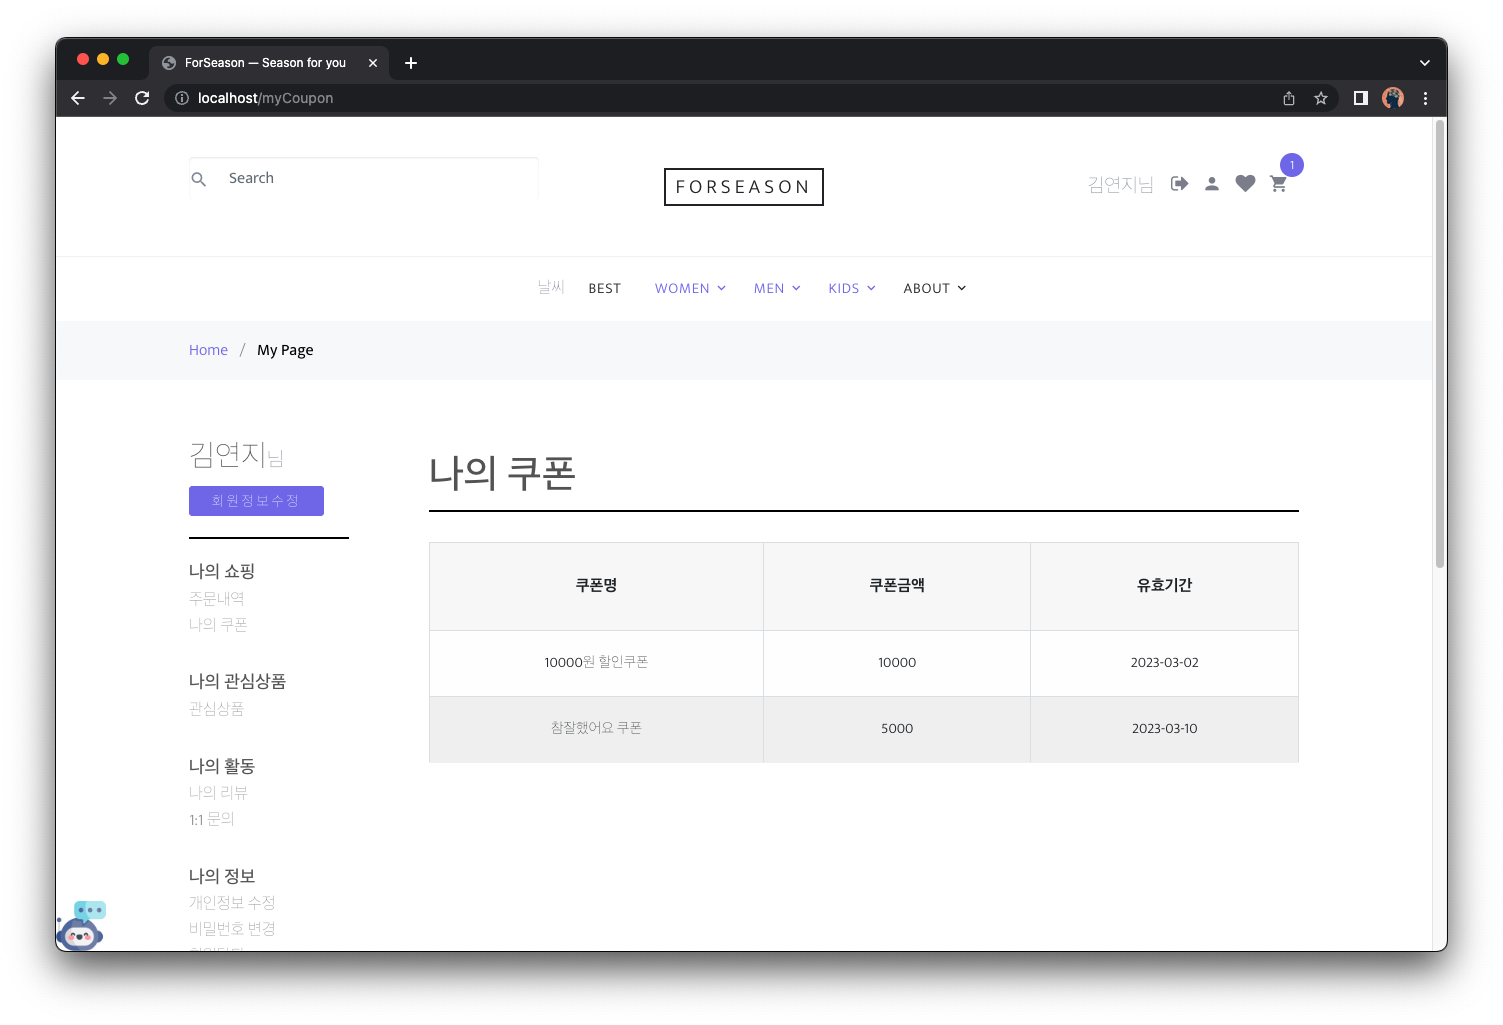 ForSeason — Season for you
localhost/myCoupon
Search
FORSEASON
김연지님
1
날씨 BEST WOMEN MEN KIDS ABOUT
Home / My Page
김연지님
회원정보수정
나의 쇼핑
주문내역
나의 쿠폰
나의 관심상품
관심상품
나의 활동
나의 리뷰
1:1 문의
나의 정보
개인정보 수정
비밀번호 변경
나의 쿠폰
쿠폰명 쿠폰금액 유효기간
10000원 할인쿠폰 10000 2023-03-02
참잘했어요 쿠폰 5000 2023-03-10